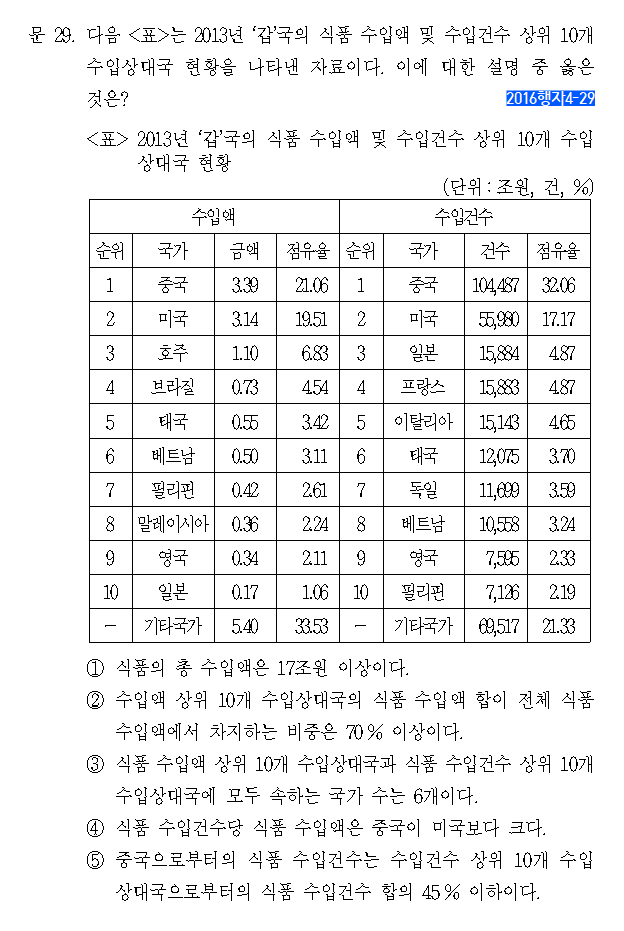 문 29. 다음 <표>는 2013년 ‘갑’국의 식품 수입액 및 수입건수 상위 10개
수입상대국 현황을 나타낸 자료이다. 이에 대한 설명 중 옳은
것은? 2016행자4-29
<표> 2013년 ‘갑’국의 식품 수입액 및 수입건수 상위 10개 수입
상대국 현황
(단위 : 조원, 건, %)
수입액 수입건수
순위 국가 금액 점유율 순위 국가 건수 점유율
1 중국 3.39 21.06 1 중국 104,487 32.06
2 미국 3.14 19.51 2 미국 55,980 17.17
3 호주 1.10 6.83 3 일본 15,884 4.87
4 브라질 0.73 4.54 4 프랑스 15,883 4.87
5 태국 0.55 3.42 5 이탈리아 15,143 4.65
6 베트남 0.50 3.11 6 태국 12,075 3.70
7 필리핀 0.42 2.61 7 독일 11,699 3.59
8 말레이시아 0.36 2.24 8 베트남 10,558 3.24
9 영국 0.34 2.11 9 영국 7,595 2.33
10 일본 0.17 1.06 10 필리핀 7,126 2.19
－ 기타국가 5.40 33.53 － 기타국가 69,517 21.33
① 식품의 총 수입액은 17조원 이상이다.
② 수입액 상위 10개 수입상대국의 식품 수입액 합이 전체 식품
수입액에서 차지하는 비중은 70 % 이상이다.
③ 식품 수입액 상위 10개 수입상대국과 식품 수입건수 상위 10개
수입상대국에 모두 속하는 국가 수는 6개이다.
④ 식품 수입건수당 식품 수입액은 중국이 미국보다 크다.
⑤ 중국으로부터의 식품 수입건수는 수입건수 상위 10개 수입
상대국으로부터의 식품 수입건수 합의 45 % 이하이다.